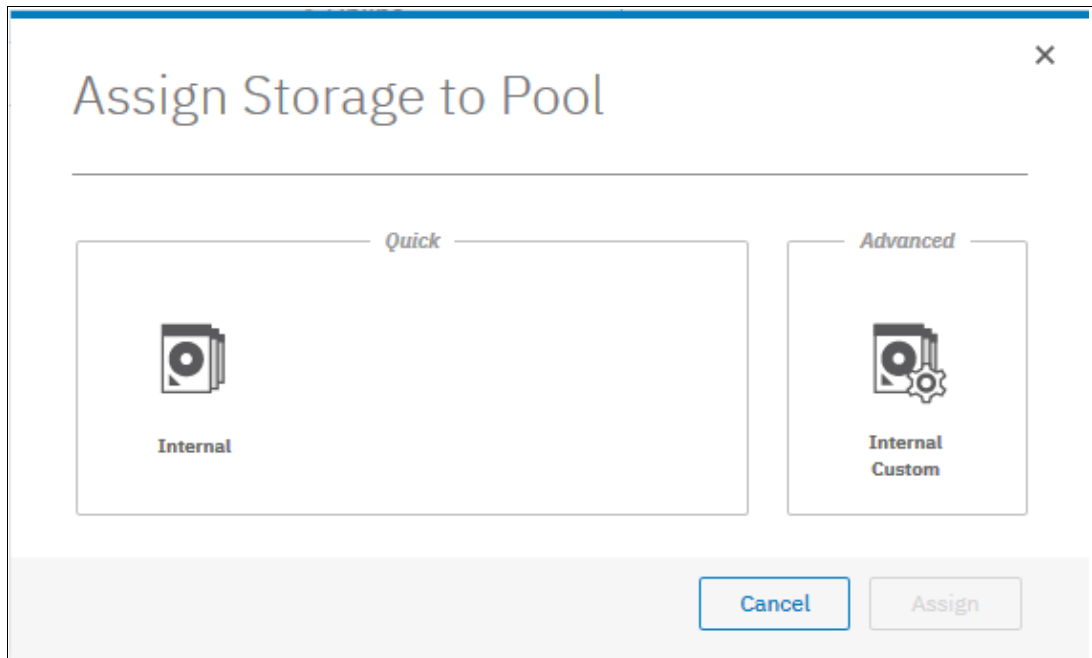 Assign Storage to Pool
Quick
Advanced
Internal
Internal
Custom
Cancel
Assign